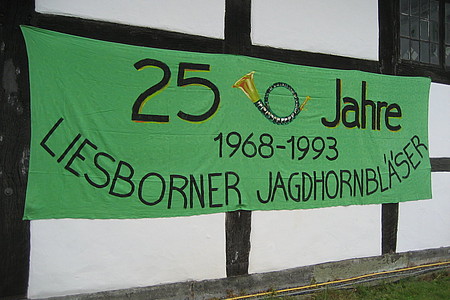 25 Jahre
1968-1993
LIESBORNER JAGDHORNBLÄSER